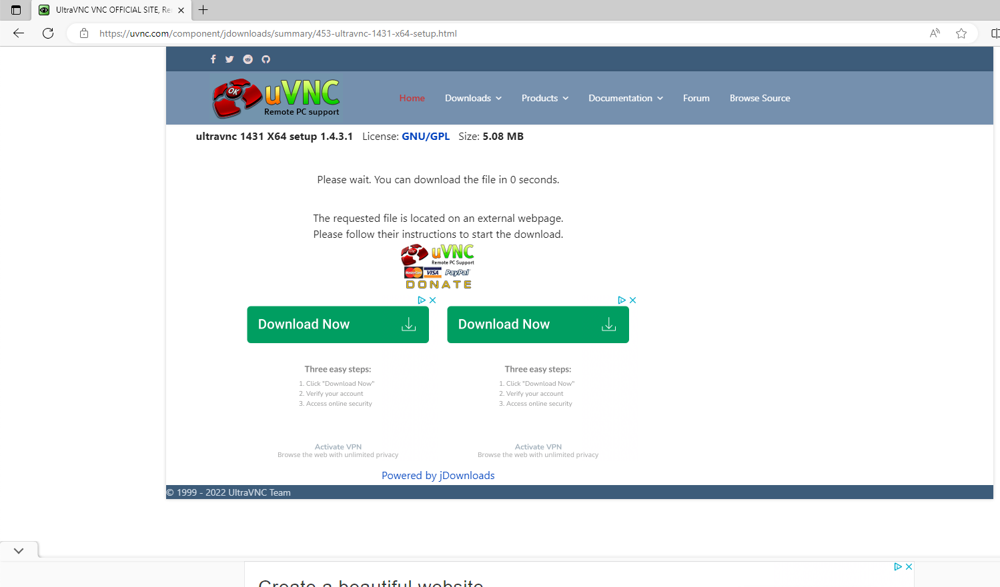 UltraVNC VNC OFFICIAL SITE, Re
https://uvnc.com/component/jdownloads/summary/453-ultravnc-1431-x64-setup.html
OK uVNC
Remote PC support
Home Downloads Products Documentation Forum Browse Source
ultravnc 1431 X64 setup 1.4.3.1 License: GNU/GPL Size: 5.08 MB
Please wait. You can download the file in 0 seconds.
The requested file is located on an external webpage.
Please follow their instructions to start the download.
OK uVNC
Remote PC Support
MasterCard VISA PayPal
DONATE
Download Now
Three easy steps:
1. Click "Download Now"
2. Verify your account
3. Access online security
Activate VPN
Browse the web with unlimited privacy
Download Now
Three easy steps:
1. Click "Download Now"
2. Verify your account
3. Access online security
Activate VPN
Browse the web with unlimited privacy
Powered by jDownloads
© 1999 - 2022 UltraVNC Team
Create a beautiful website